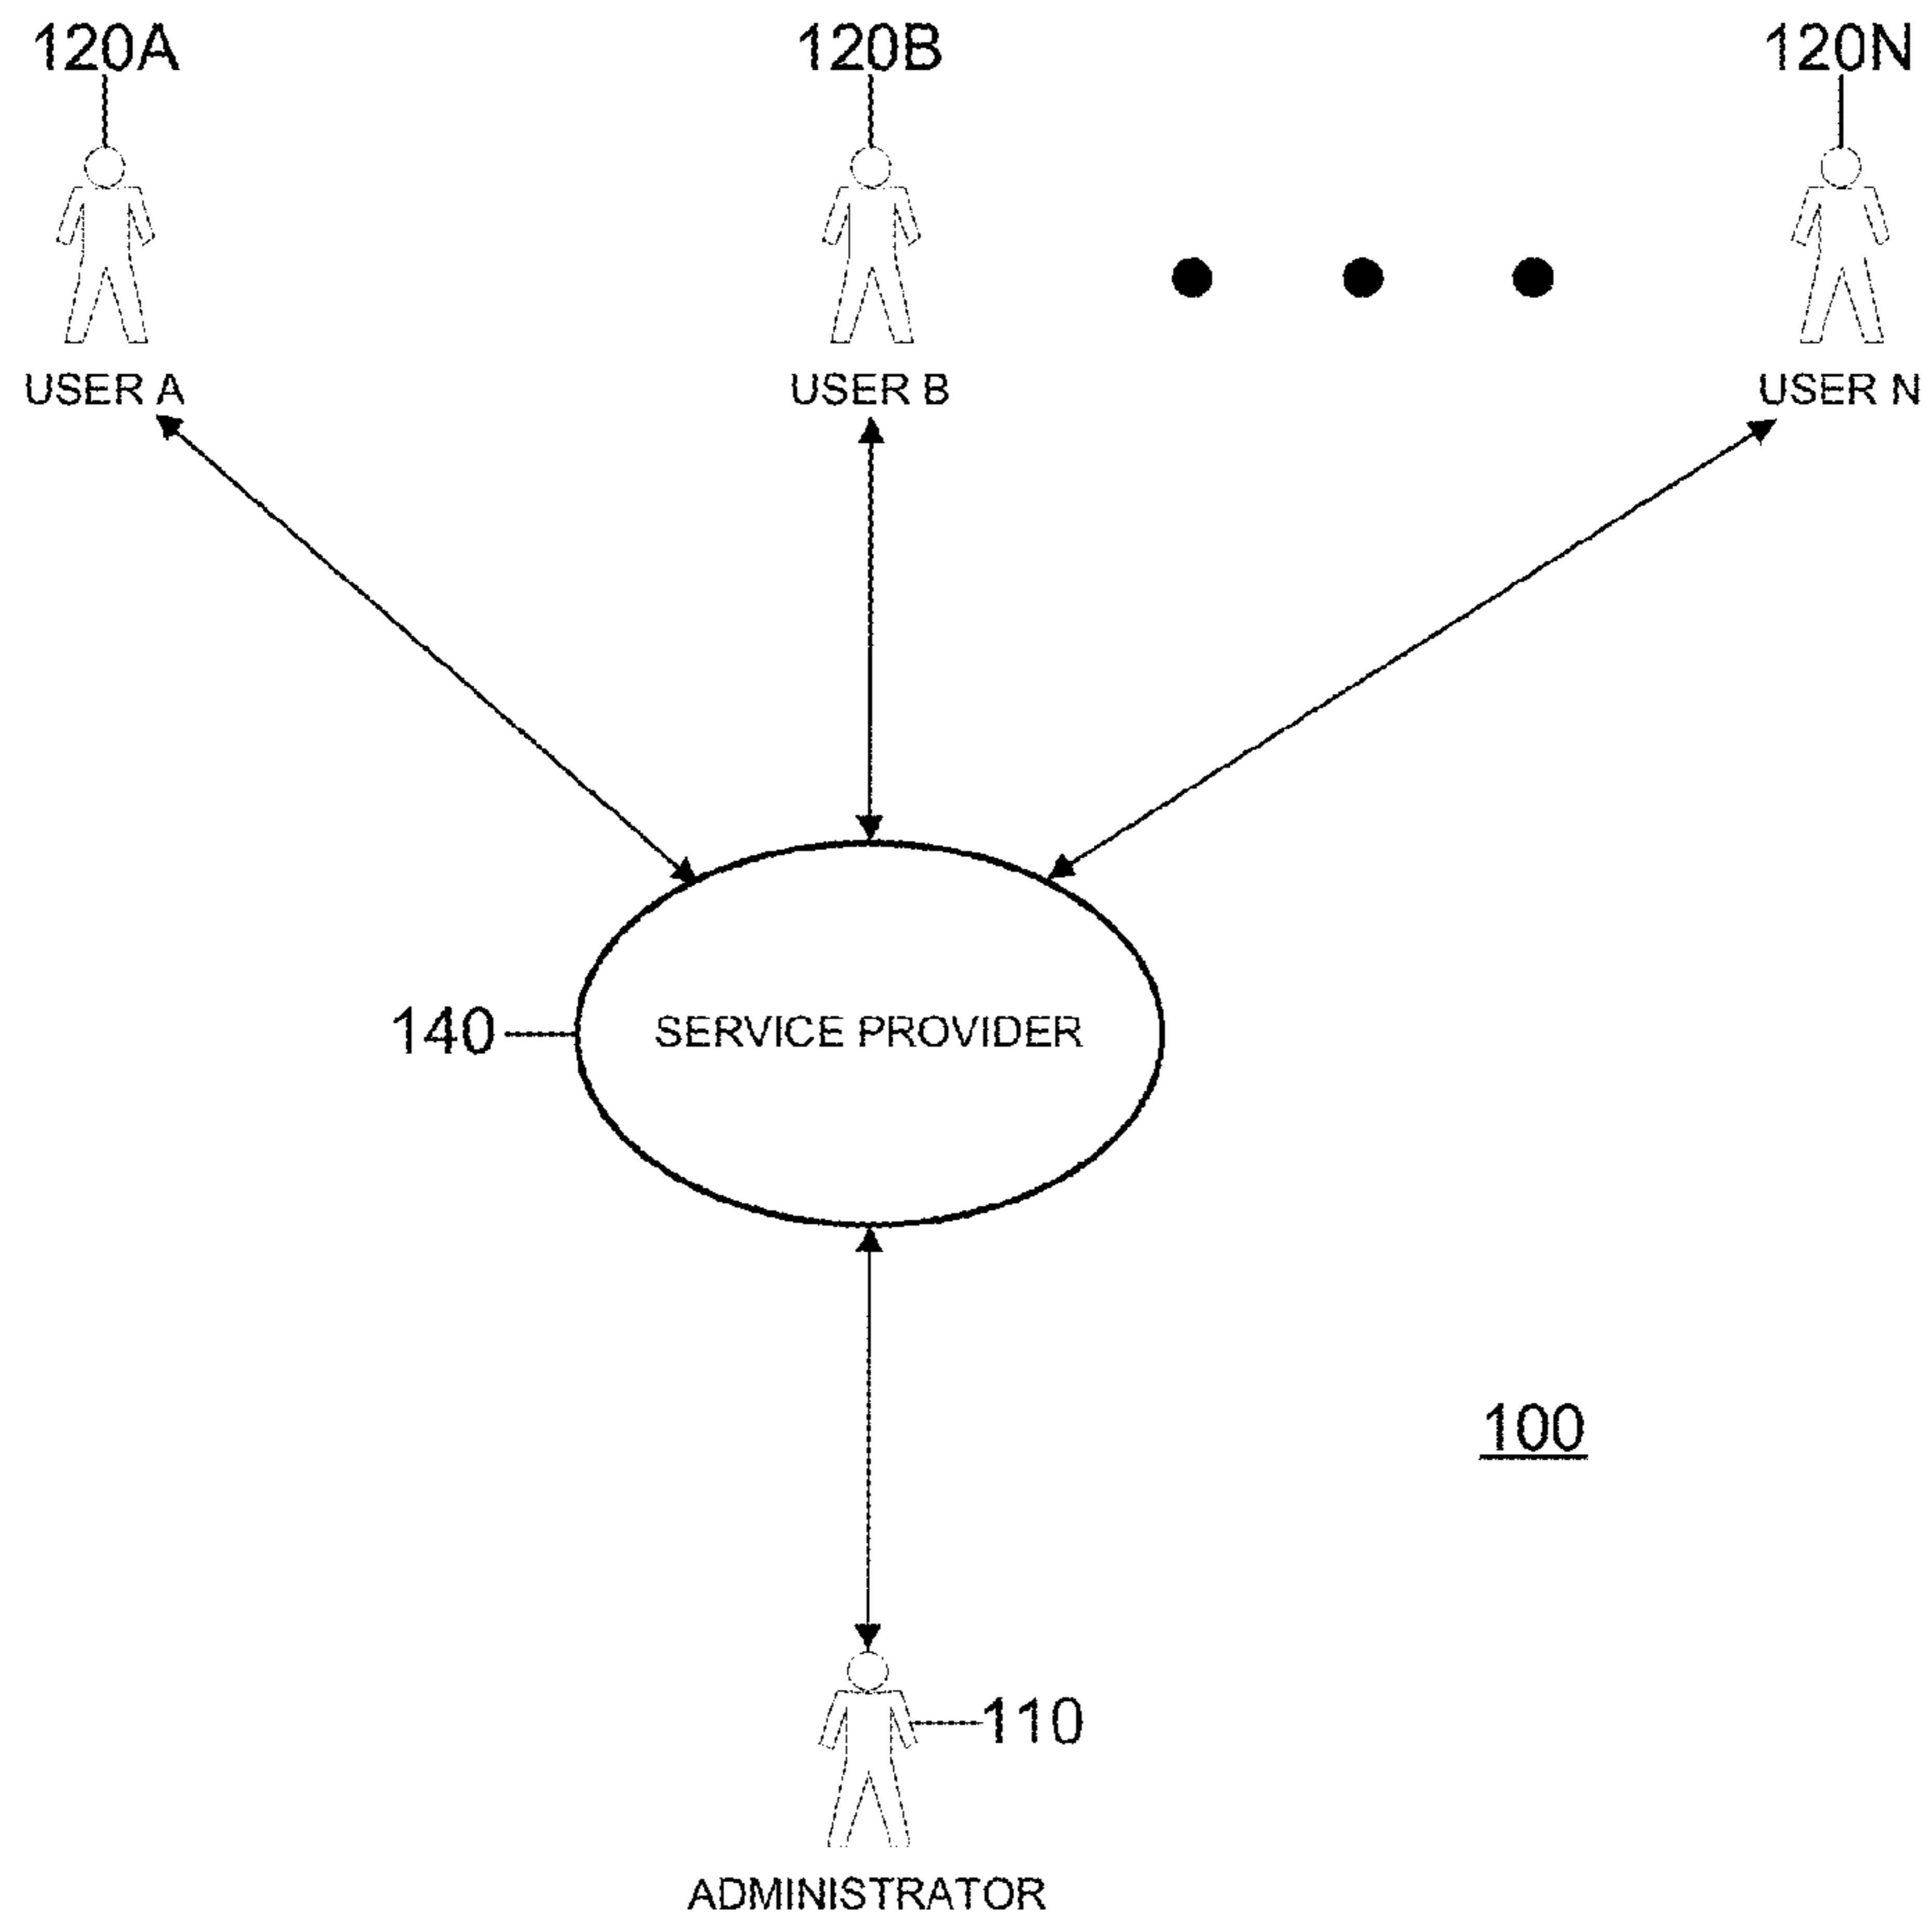 120A 120B 120N
USER A USER B USER N
140 SERVICE PROVIDER
100
110
ADMINISTRATOR